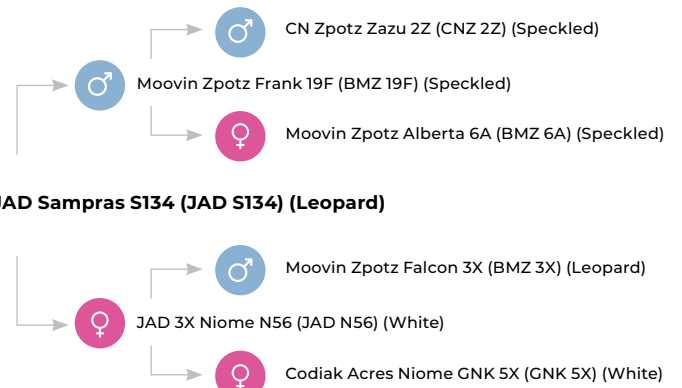 CN Zpotz Zazu 2Z (CNZ 2Z) (Speckled)
Moovin Zpotz Frank 19F (BMZ 19F) (Speckled)
Moovin Zpotz Alberta 6A (BMZ 6A) (Speckled)
JAD Sampras S134 (JAD S134) (Leopard)
Moovin Zpotz Falcon 3X (BMZ 3X) (Leopard)
JAD 3X Niome N56 (JAD N56) (White)
Codiak Acres Niome GNK 5X (GNK 5X) (White)